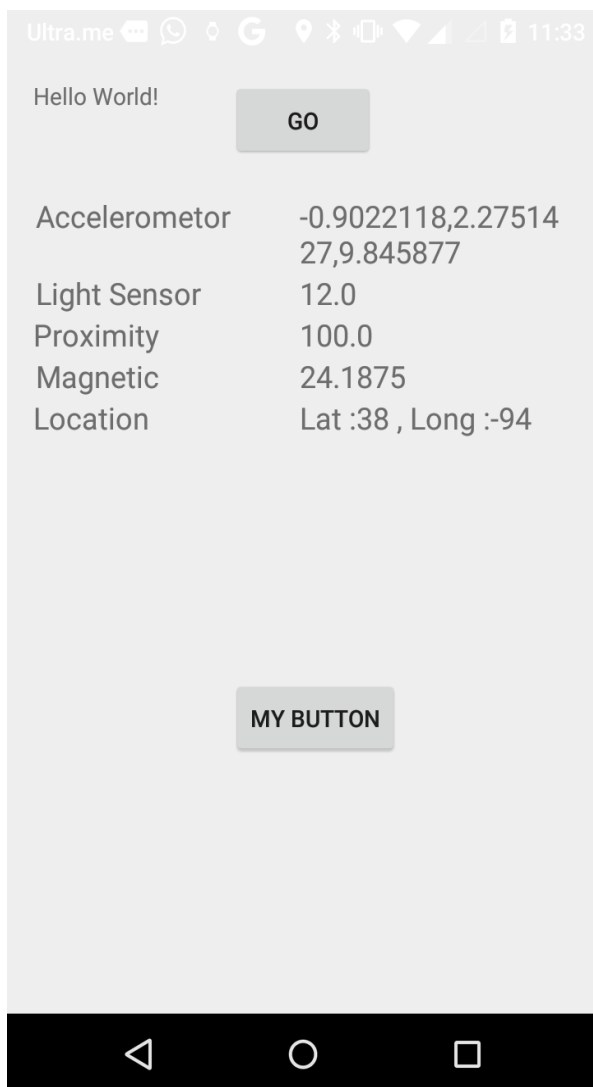 Ultra.me 11:33
Hello World!
GO
Accelerometor -0.9022118,2.27514
27,9.845877
Light Sensor 12.0
Proximity 100.0
Magnetic 24.1875
Location Lat :38 , Long :-94
MY BUTTON